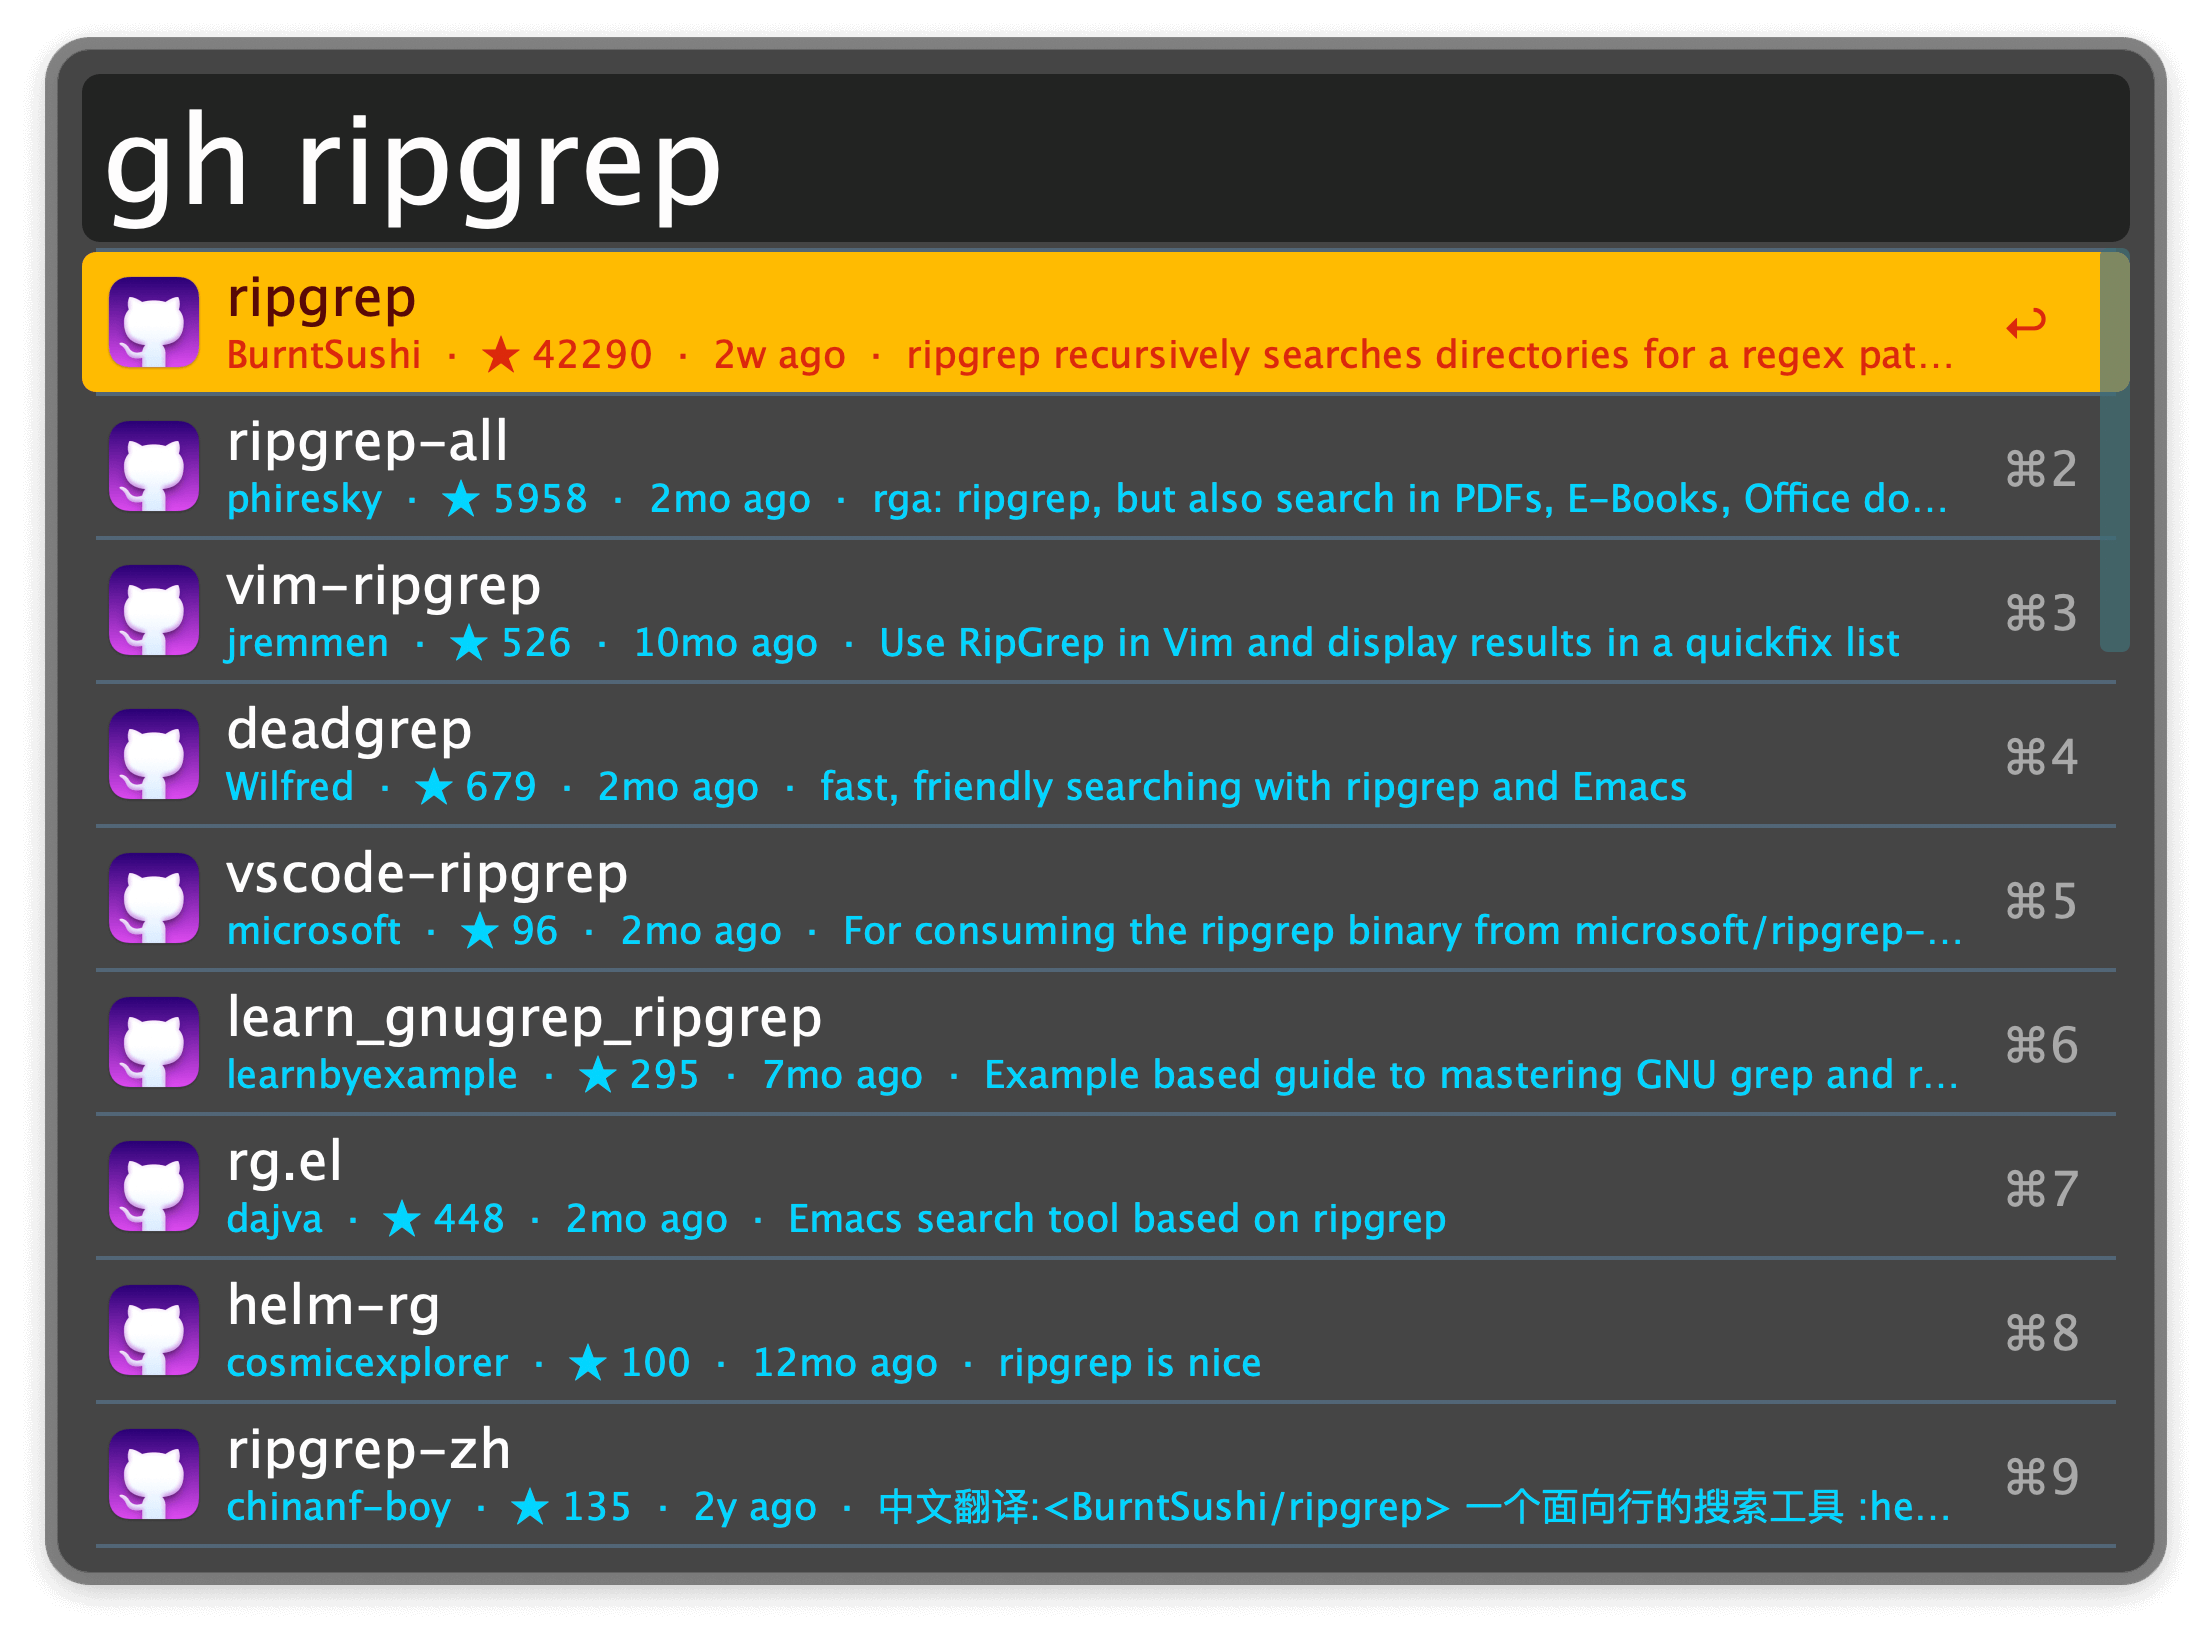 gh ripgrep
ripgrep
BurntSushi · ★ 42290 · 2w ago · ripgrep recursively searches directories for a regex pat…
↩
ripgrep-all
phiresky · ★ 5958 · 2mo ago · rga: ripgrep, but also search in PDFs, E-Books, Office do…
⌘2
vim-ripgrep
jremmen · ★ 526 · 10mo ago · Use RipGrep in Vim and display results in a quickfix list
⌘3
deadgrep
Wilfred · ★ 679 · 2mo ago · fast, friendly searching with ripgrep and Emacs
⌘4
vscode-ripgrep
microsoft · ★ 96 · 2mo ago · For consuming the ripgrep binary from microsoft/ripgrep-…
⌘5
learn_gnugrep_ripgrep
learnbyexample · ★ 295 · 7mo ago · Example based guide to mastering GNU grep and r…
⌘6
rg.el
dajva · ★ 448 · 2mo ago · Emacs search tool based on ripgrep
⌘7
helm-rg
cosmicexplorer · ★ 100 · 12mo ago · ripgrep is nice
⌘8
ripgrep-zh
chinanf-boy · ★ 135 · 2y ago · 中文翻译:<BurntSushi/ripgrep> 一个面向行的搜索工具 :he…
⌘9